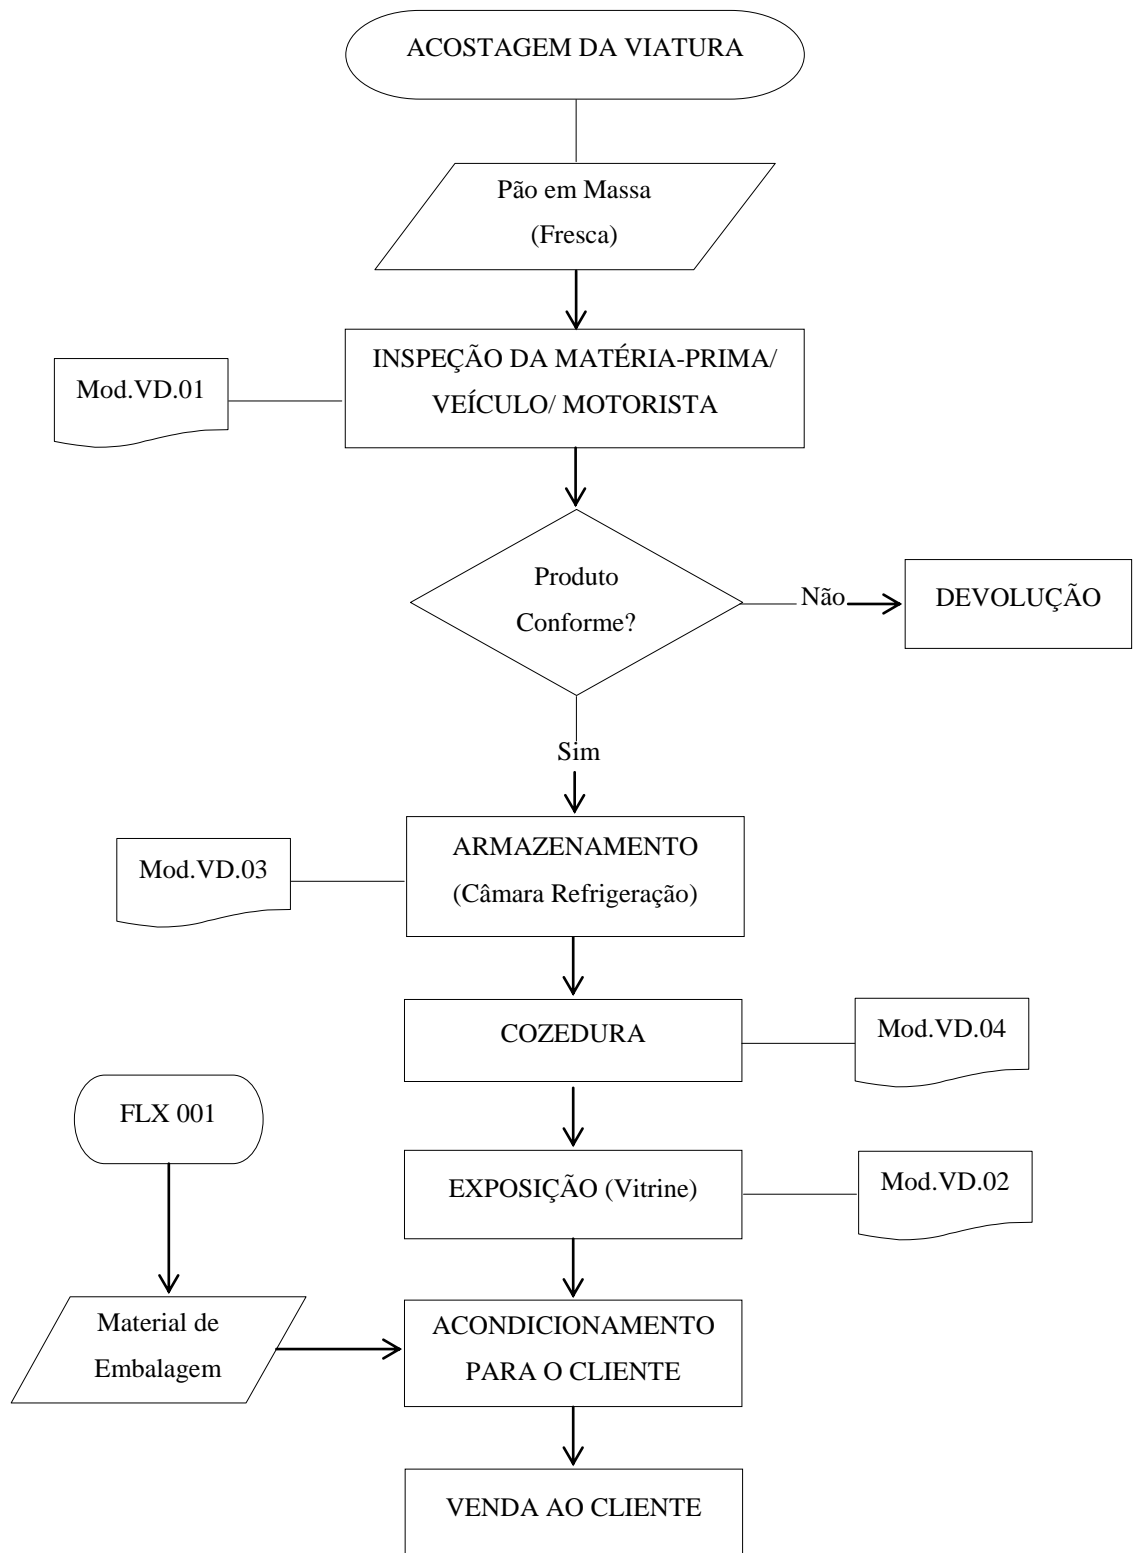 ACOSTAGEM DA VIATURA
Pão em Massa
(Fresca)
INSPEÇÃO DA MATÉRIA-PRIMA/
VEÍCULO/ MOTORISTA
Mod.VD.01
Produto
Conforme?
Não
DEVOLUÇÃO
Sim
ARMAZENAMENTO
(Câmara Refrigeração)
Mod.VD.03
COZEDURA
Mod.VD.04
FLX 001
EXPOSIÇÃO (Vitrine)
Mod.VD.02
Material de
Embalagem
ACONDICIONAMENTO
PARA O CLIENTE
VENDA AO CLIENTE